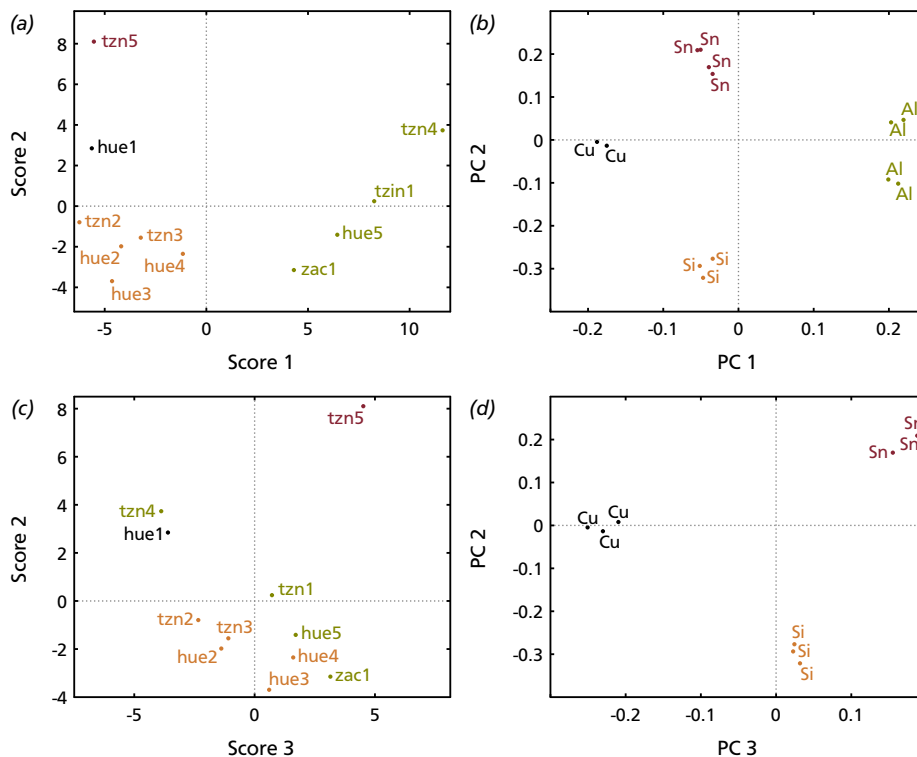 (a)
8
6
4
2
0
-2
-4
-5
0
5
10
Score 2
Score 1
tzn5
tzn4
hue1
tzin1
tzn2
tzn3
hue5
hue2
hue4
zac1
hue3
(b)
0.2
0.1
0
-0.1
-0.2
-0.3
-0.2
-0.1
0
0.1
0.2
PC 2
PC 1
Sn
Sn
Sn
Sn
Al
Al
Cu
Cu
Al
Al
Si
Si
Si
(c)
8
6
4
2
0
-2
-4
-5
0
5
Score 2
Score 3
tzn5
tzn4
hue1
tzn1
tzn2
tzn3
hue5
hue2
hue4
hue3
zac1
(d)
0.2
0.1
0
-0.1
-0.2
-0.3
-0.2
-0.1
0
0.1
PC 2
PC 3
Sn
Sn
Sn
Cu
Cu
Cu
Si
Si
Si